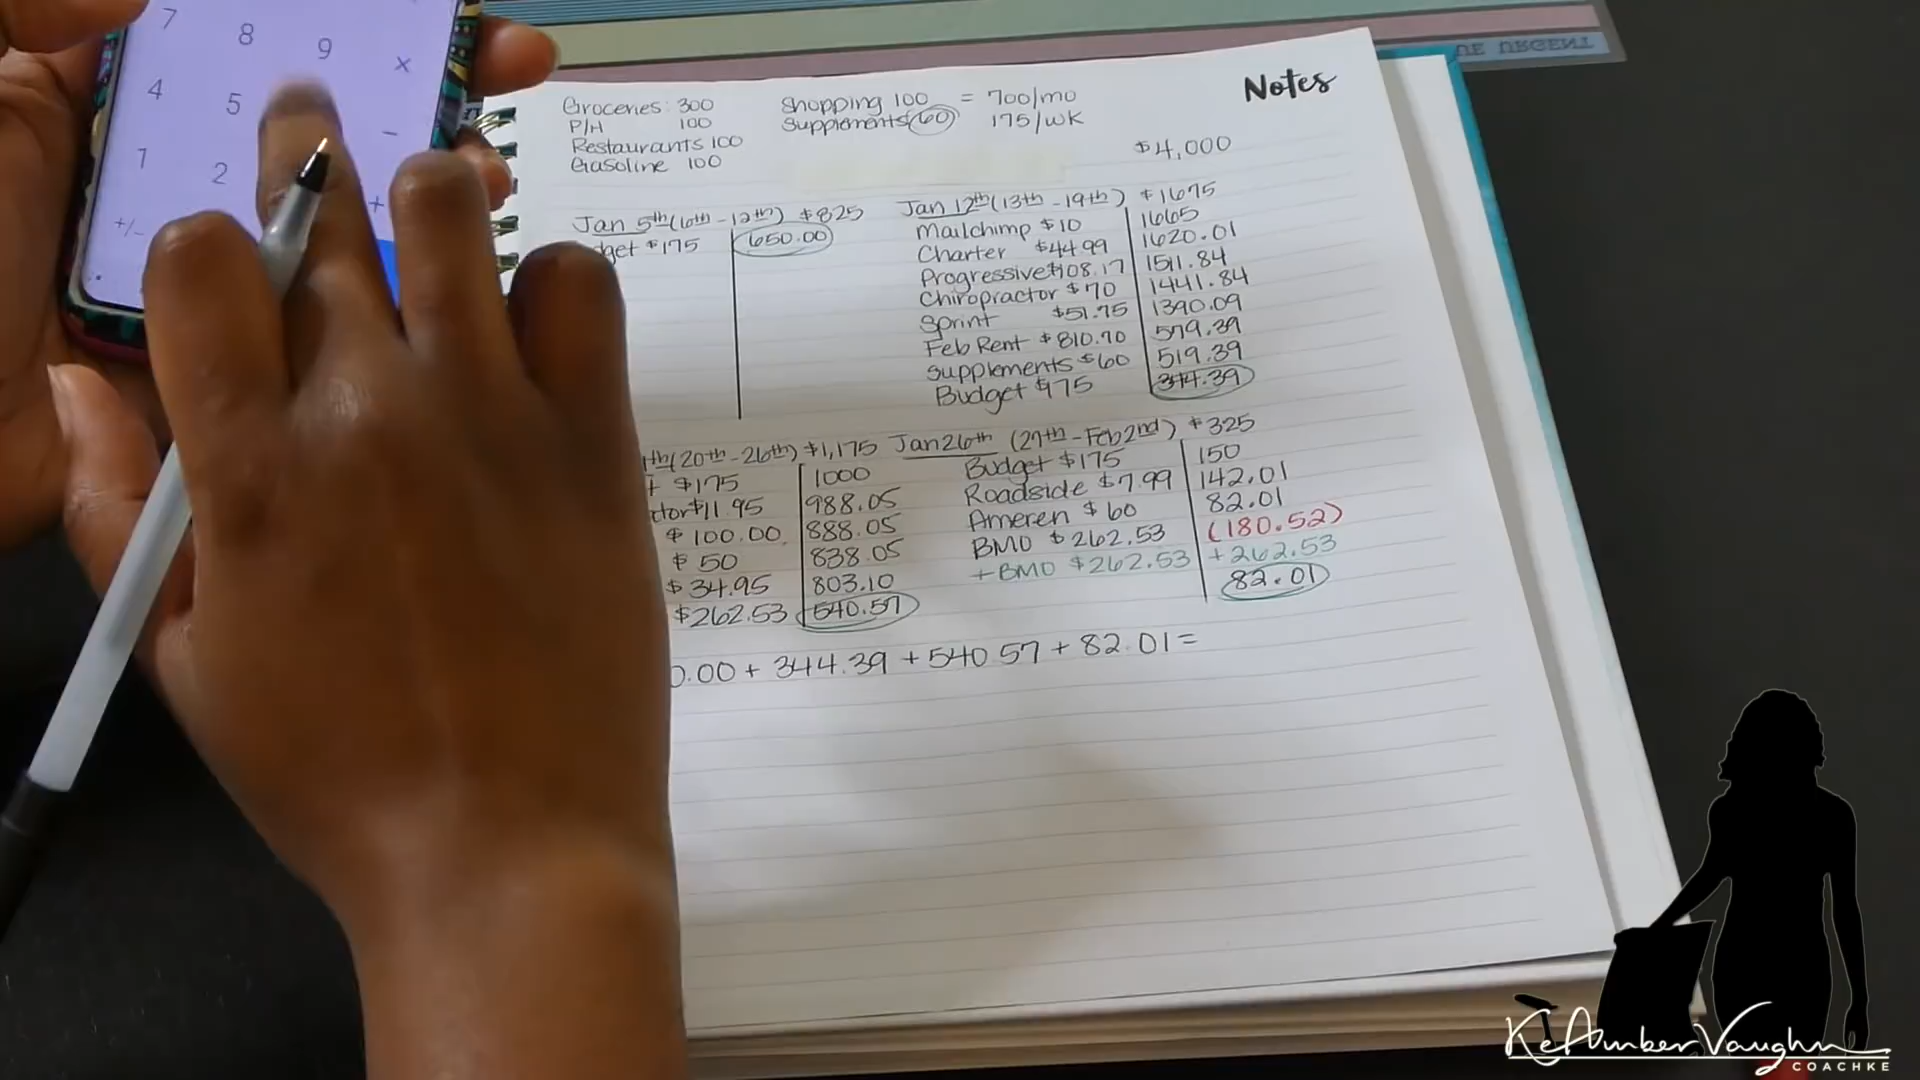 7 8 9 ×
4 5 −
1 2 +
+/- .
Notes
Groceries: 300
P/H 100
Restaurants 100
Gasoline 100
Shopping 100 = 700/mo
Supplements 60 175/wk
$4,000
Jan 5th (6th - 12th) $825
get $175 650.00
Jan 12th (13th - 19th) $1675
Mailchimp $10 1665
Charter $44.99 1620.01
Progressive $108.17 1511.84
Chiropractor $70 1441.84
Sprint $51.75 1390.09
Feb Rent $810.70 579.39
Supplements $60 519.39
Budget $175 344.39
th (20th - 26th) $1,175
t $175 1000
ctor $11.95 988.05
$100.00 888.05
$50 838.05
$34.95 803.10
$262.53 540.57
Jan 26th (27th - Feb 2nd) $325
Budget $175 150
Roadside $7.99 142.01
Ameren $60 82.01
BMO $262.53 (180.52)
+BMO $262.53 +262.53
82.01
0.00 + 344.39 + 540.57 + 82.01 =
KeAmber Vaughn
COACHKE